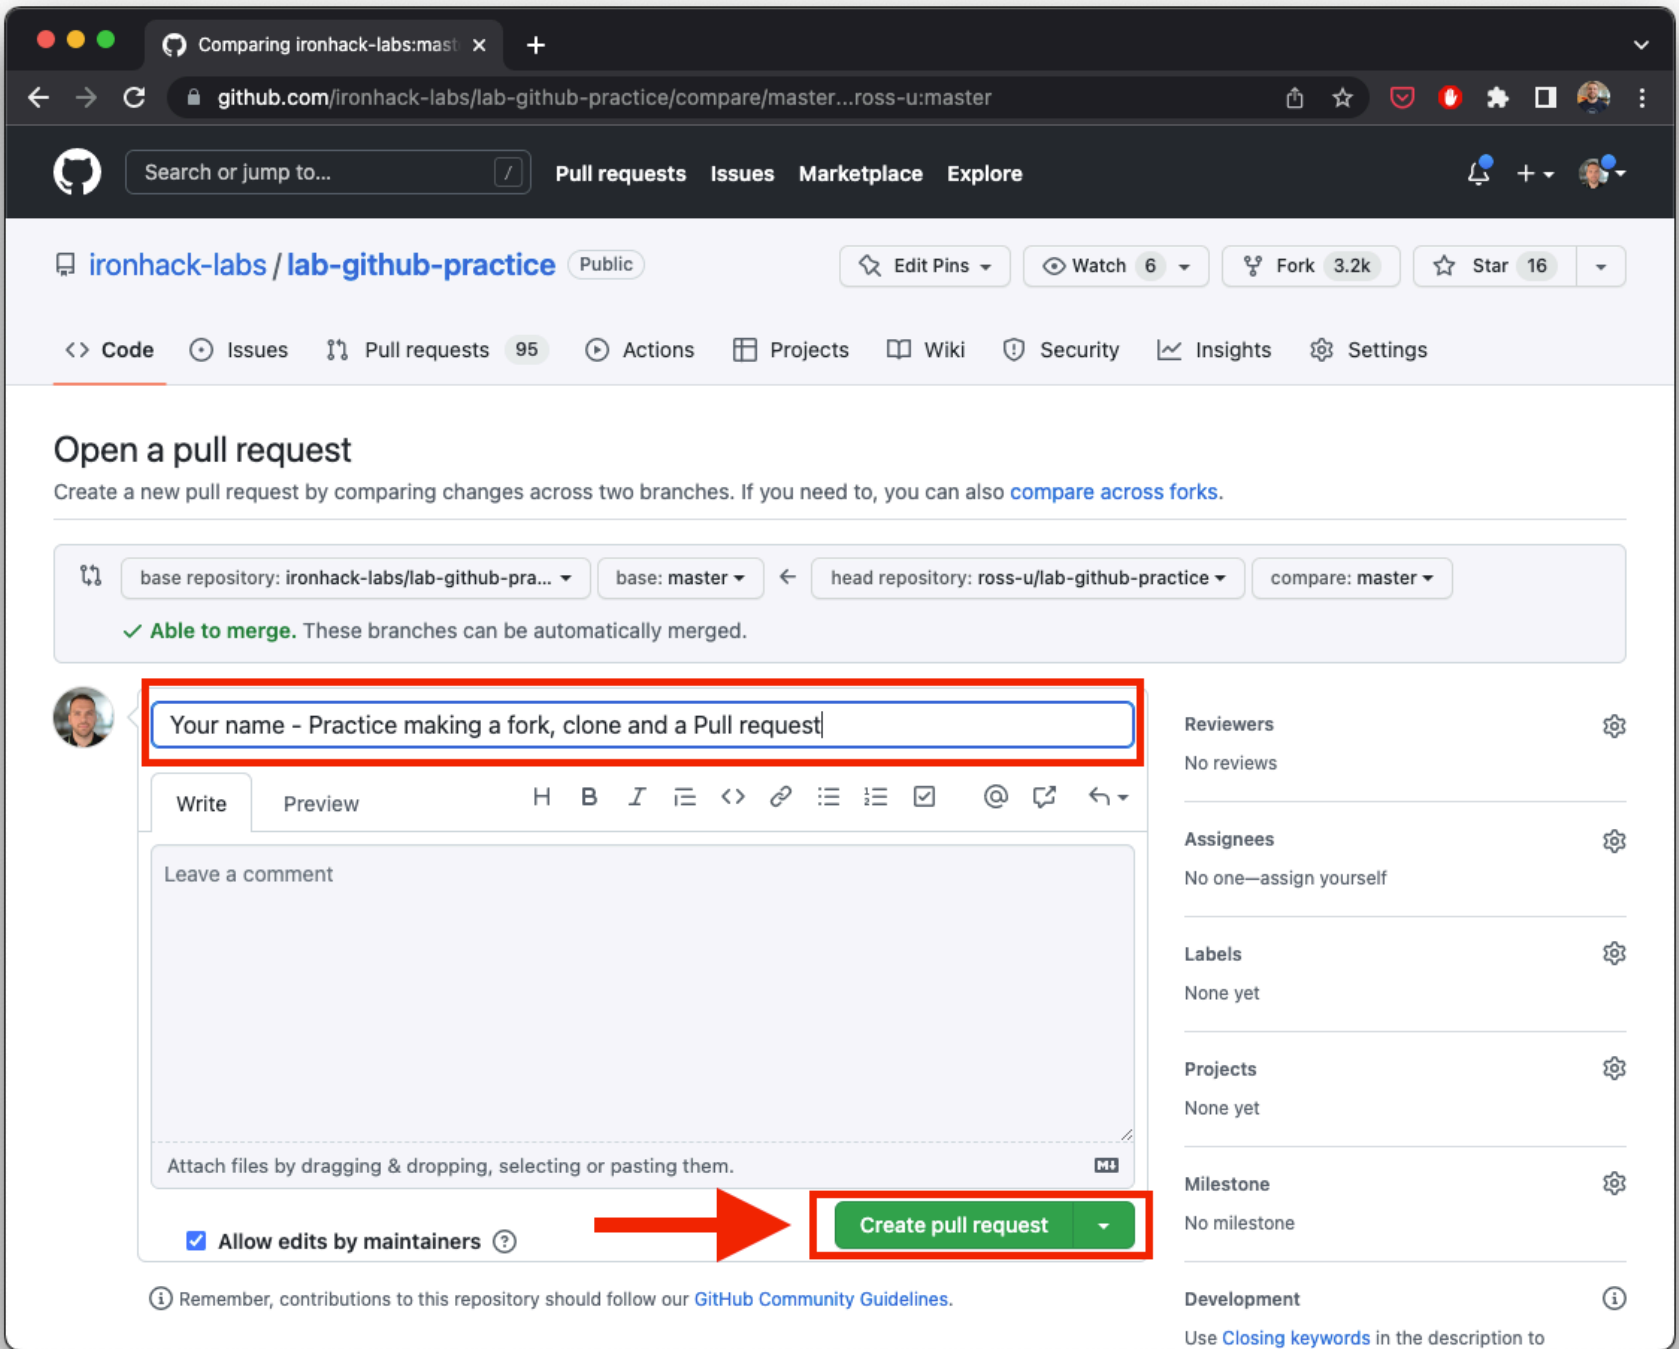 Comparing ironhack-labs:mast
github.com/ironhack-labs/lab-github-practice/compare/master...ross-u:master
Search or jump to... / Pull requests Issues Marketplace Explore
ironhack-labs / lab-github-practice Public Edit Pins Watch 6 Fork 3.2k Star 16
Code Issues Pull requests 95 Actions Projects Wiki Security Insights Settings
Open a pull request
Create a new pull request by comparing changes across two branches. If you need to, you can also compare across forks.
base repository: ironhack-labs/lab-github-pra... base: master head repository: ross-u/lab-github-practice compare: master
Able to merge. These branches can be automatically merged.
Your name - Practice making a fork, clone and a Pull request
Write Preview
Leave a comment
Attach files by dragging & dropping, selecting or pasting them.
Allow edits by maintainers
Create pull request
Remember, contributions to this repository should follow our GitHub Community Guidelines.
Reviewers
No reviews
Assignees
No one—assign yourself
Labels
None yet
Projects
None yet
Milestone
No milestone
Development
Use Closing keywords in the description to